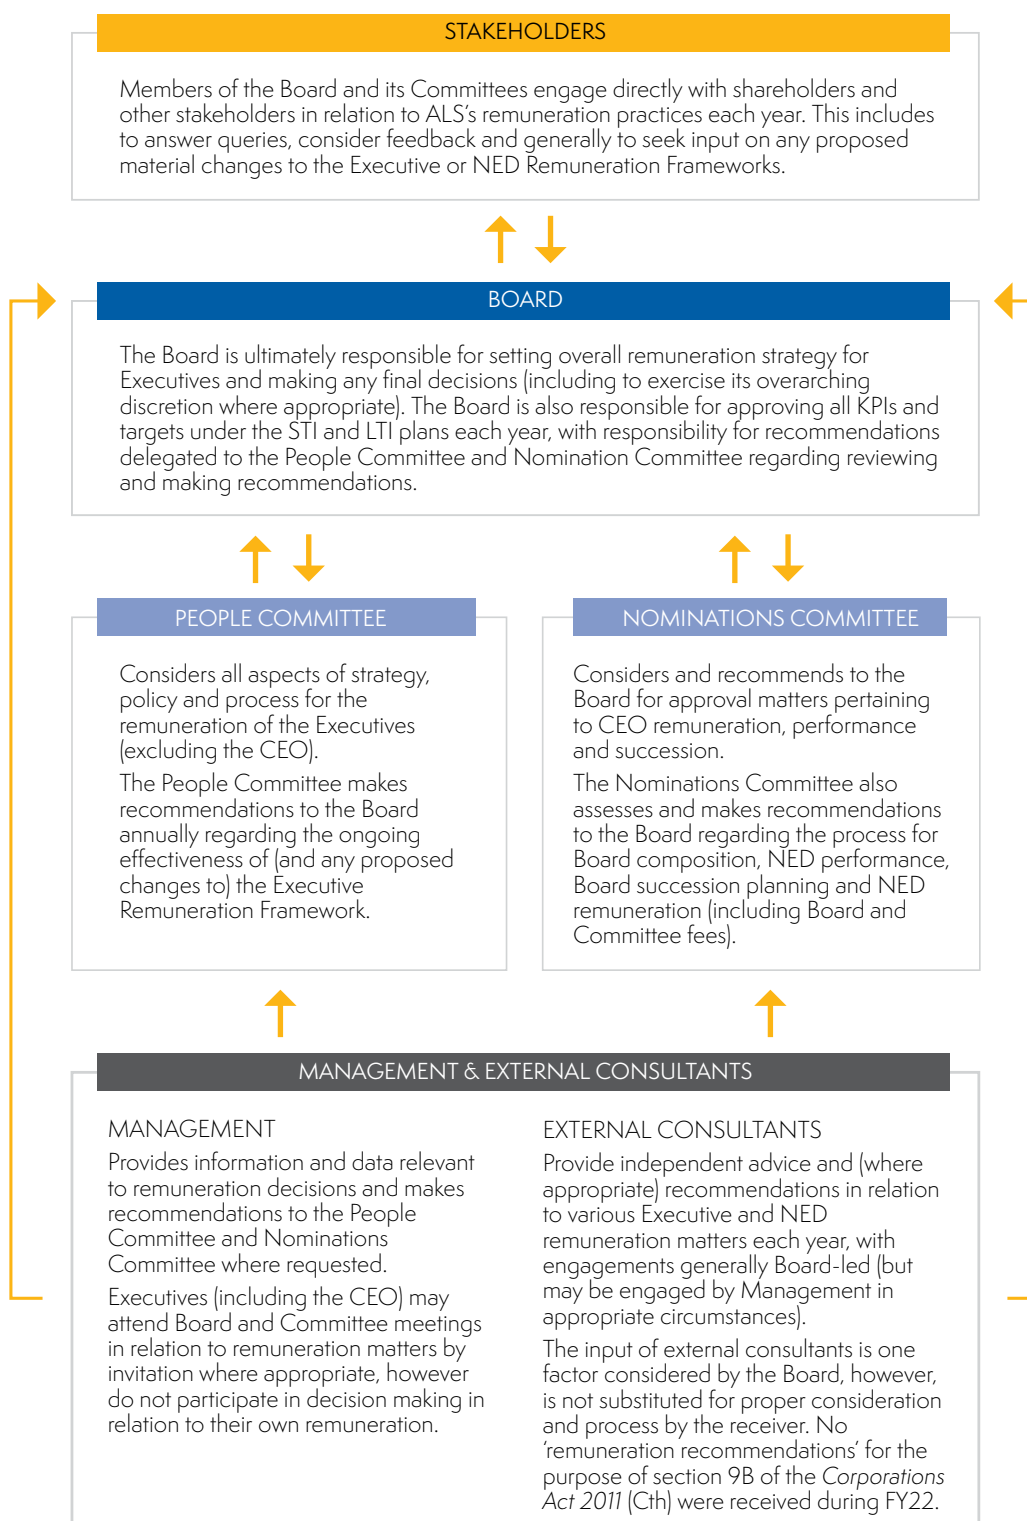 STAKEHOLDERS
Members of the Board and its Committees engage directly with shareholders and
other stakeholders in relation to ALS’s remuneration practices each year. This includes
to answer queries, consider feedback and generally to seek input on any proposed
material changes to the Executive or NED Remuneration Frameworks.
BOARD
The Board is ultimately responsible for setting overall remuneration strategy for
Executives and making any final decisions (including to exercise its overarching
discretion where appropriate). The Board is also responsible for approving all KPIs and
targets under the STI and LTI plans each year, with responsibility for recommendations
delegated to the People Committee and Nomination Committee regarding reviewing
and making recommendations.
PEOPLE COMMITTEE
Considers all aspects of strategy,
policy and process for the
remuneration of the Executives
(excluding the CEO).
The People Committee makes
recommendations to the Board
annually regarding the ongoing
effectiveness of (and any proposed
changes to) the Executive
Remuneration Framework.
NOMINATIONS COMMITTEE
Considers and recommends to the
Board for approval matters pertaining
to CEO remuneration, performance
and succession.
The Nominations Committee also
assesses and makes recommendations
to the Board regarding the process for
Board composition, NED performance,
Board succession planning and NED
remuneration (including Board and
Committee fees).
MANAGEMENT & EXTERNAL CONSULTANTS
MANAGEMENT
Provides information and data relevant
to remuneration decisions and makes
recommendations to the People
Committee and Nominations
Committee where requested.
Executives (including the CEO) may
attend Board and Committee meetings
in relation to remuneration matters by
invitation where appropriate, however
do not participate in decision making in
relation to their own remuneration.
EXTERNAL CONSULTANTS
Provide independent advice and (where
appropriate) recommendations in relation
to various Executive and NED
remuneration matters each year, with
engagements generally Board-led (but
may be engaged by Management in
appropriate circumstances).
The input of external consultants is one
factor considered by the Board, however,
is not substituted for proper consideration
and process by the receiver. No
‘remuneration recommendations’ for the
purpose of section 9B of the Corporations
Act 2011 (Cth) were received during FY22.